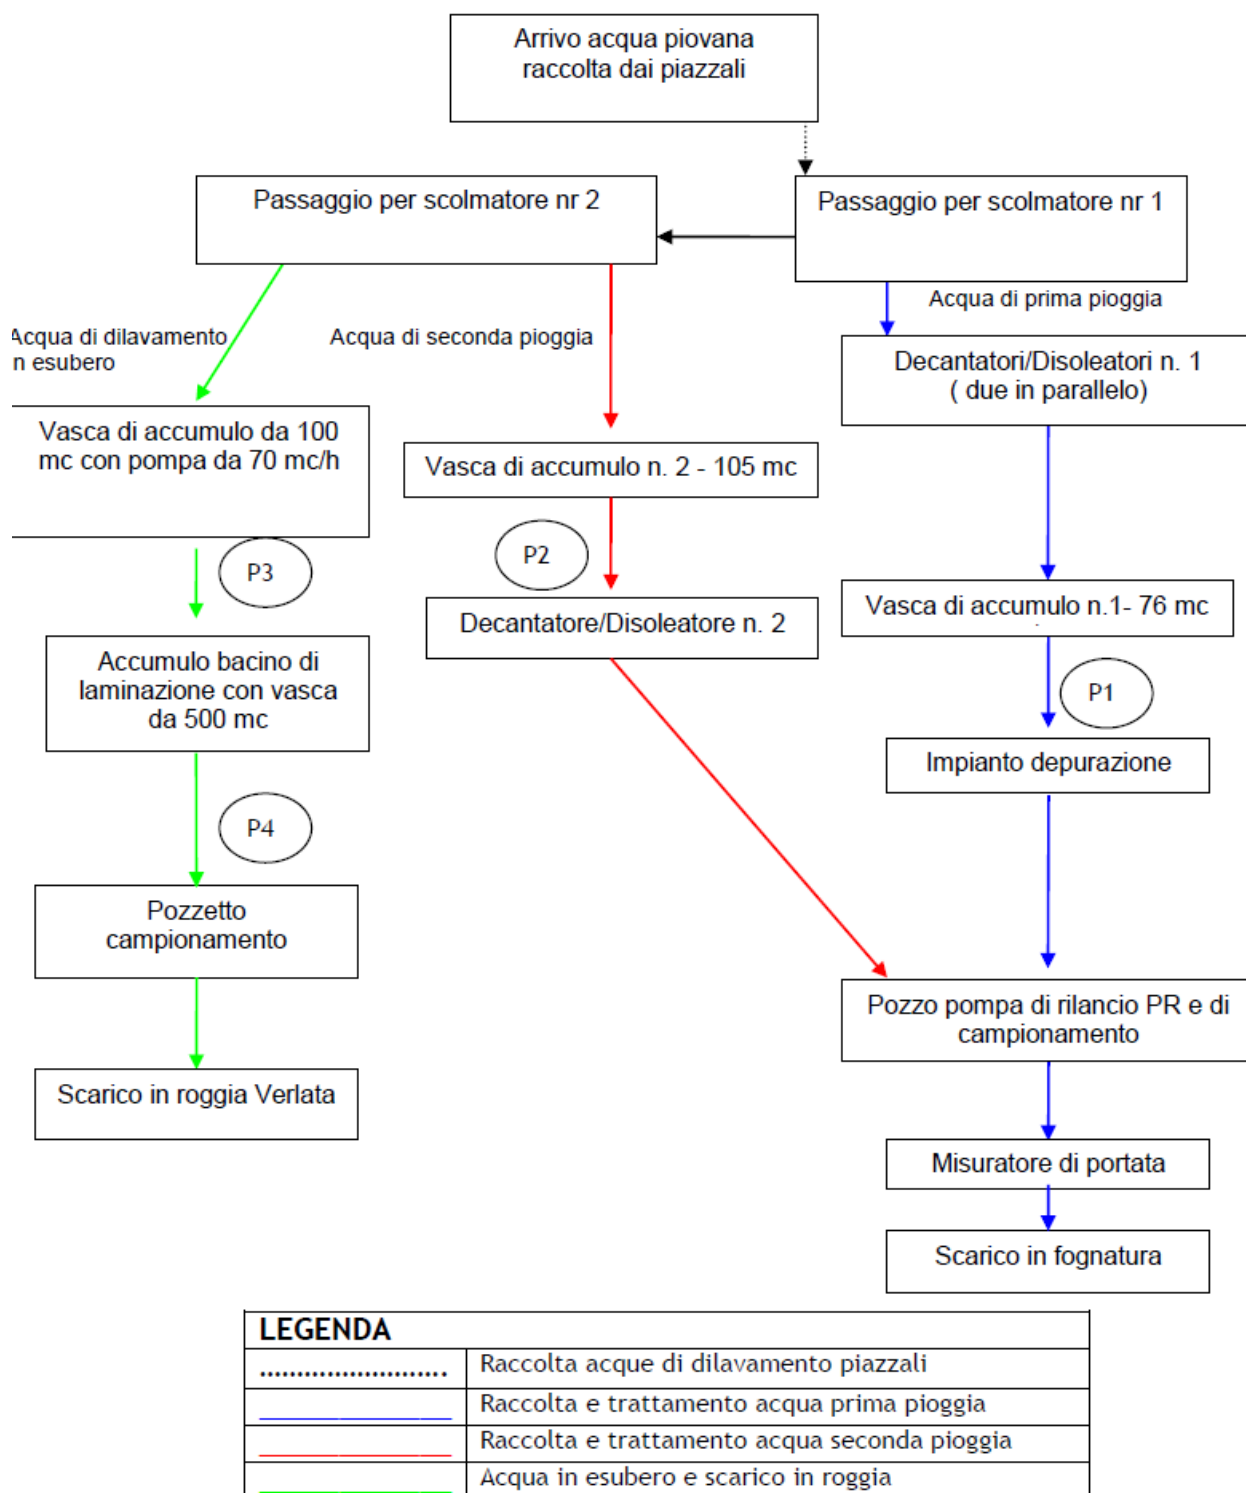 Arrivo acqua piovana
raccolta dai piazzali
Passaggio per scolmatore nr 2
Passaggio per scolmatore nr 1
Acqua di prima pioggia
Acqua di dilavamento
in esubero
Acqua di seconda pioggia
Decantatori/Disoleatori n. 1
( due in parallelo)
Vasca di accumulo da 100
mc con pompa da 70 mc/h
Vasca di accumulo n. 2 - 105 mc
P3
P2
Vasca di accumulo n.1- 76 mc
Decantatore/Disoleatore n. 2
Accumulo bacino di
laminazione con vasca
da 500 mc
P1
Impianto depurazione
P4
Pozzetto
campionamento
Pozzo pompa di rilancio PR e di
campionamento
Scarico in roggia Verlata
Misuratore di portata
Scarico in fognatura
LEGENDA
........................ Raccolta acque di dilavamento piazzali
Raccolta e trattamento acqua prima pioggia
Raccolta e trattamento acqua seconda pioggia
Acqua in esubero e scarico in roggia